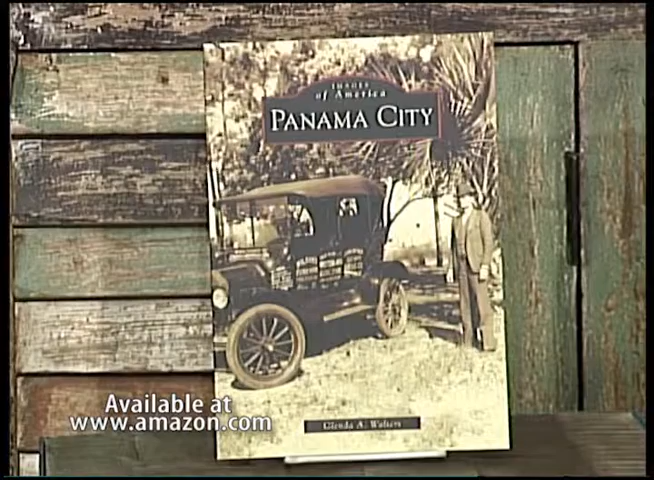 IMAGES
of America
PANAMA CITY
Glenda A. Walters
Available at
www.amazon.com